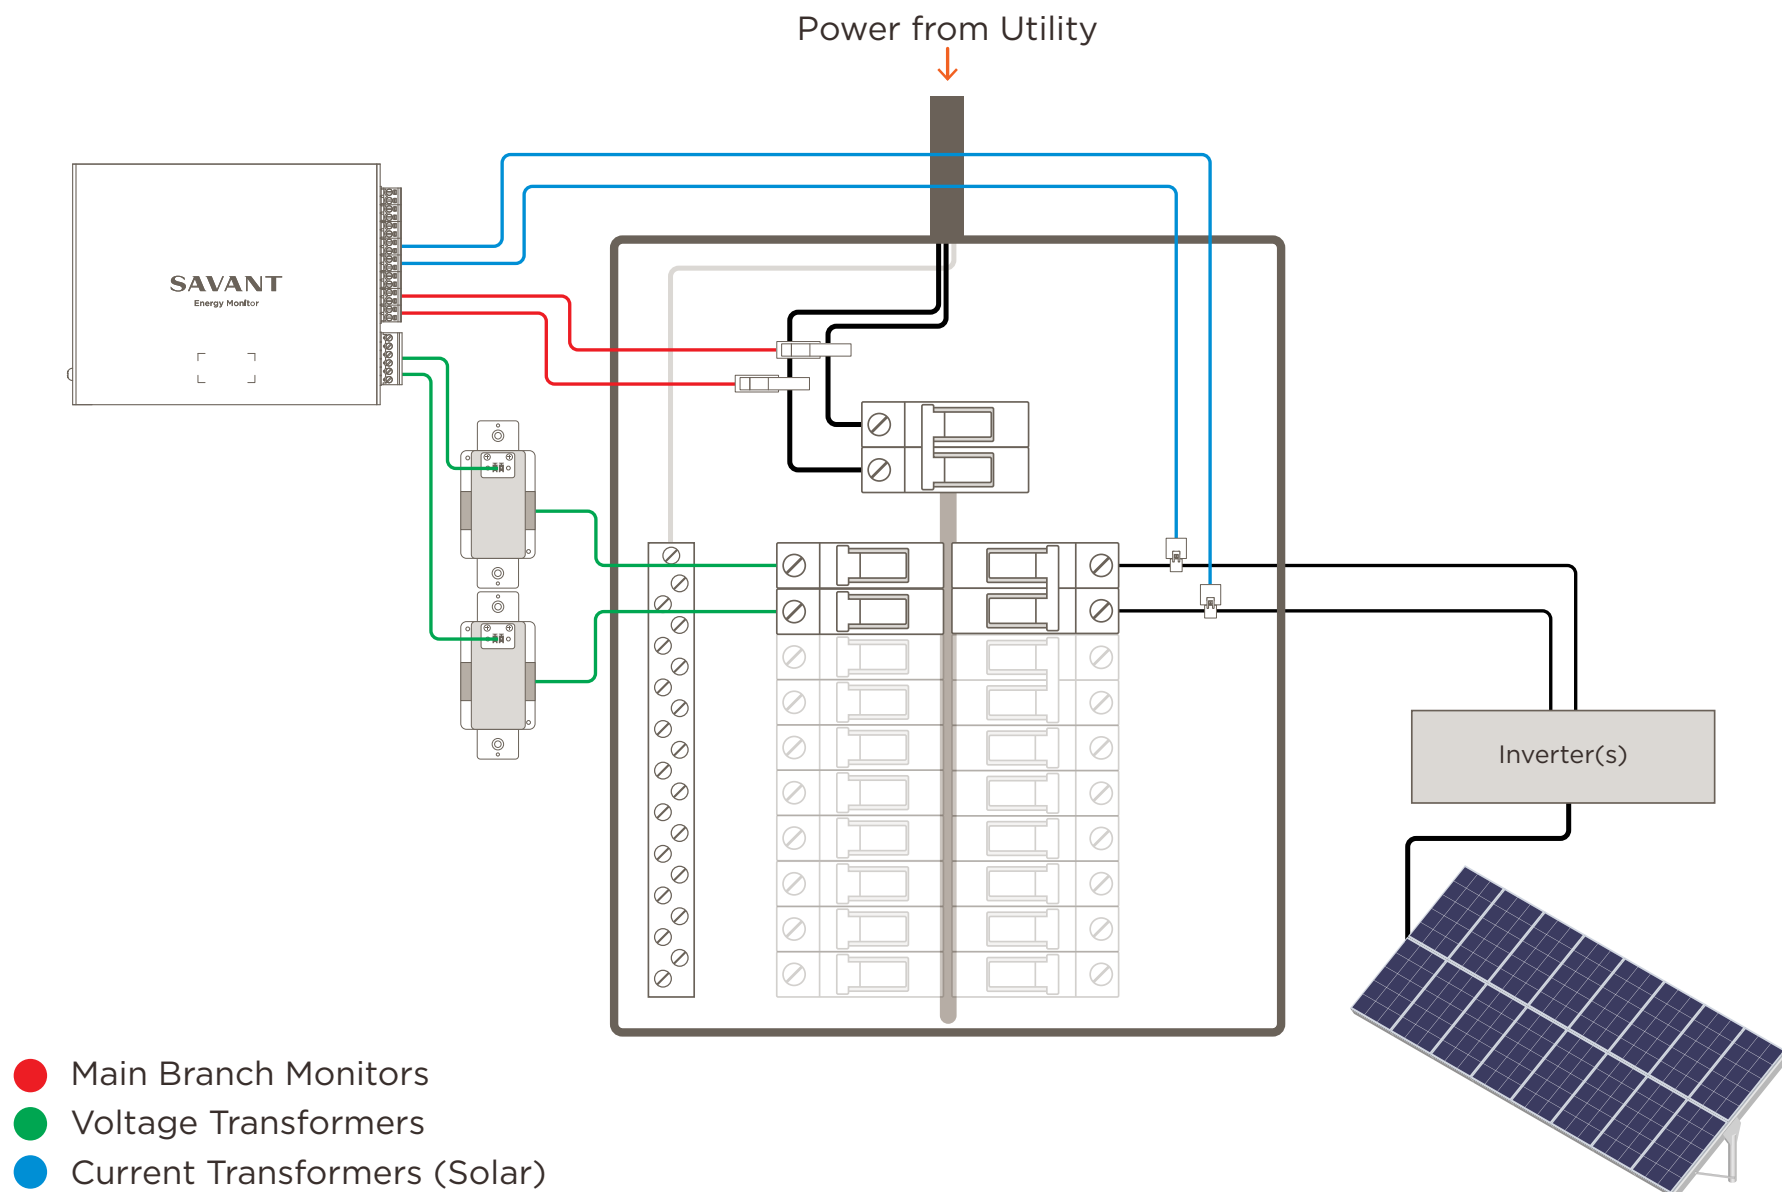 Power from Utility
SAVANT
Energy Monitor
Inverter(s)
Main Branch Monitors
Voltage Transformers
Current Transformers (Solar)